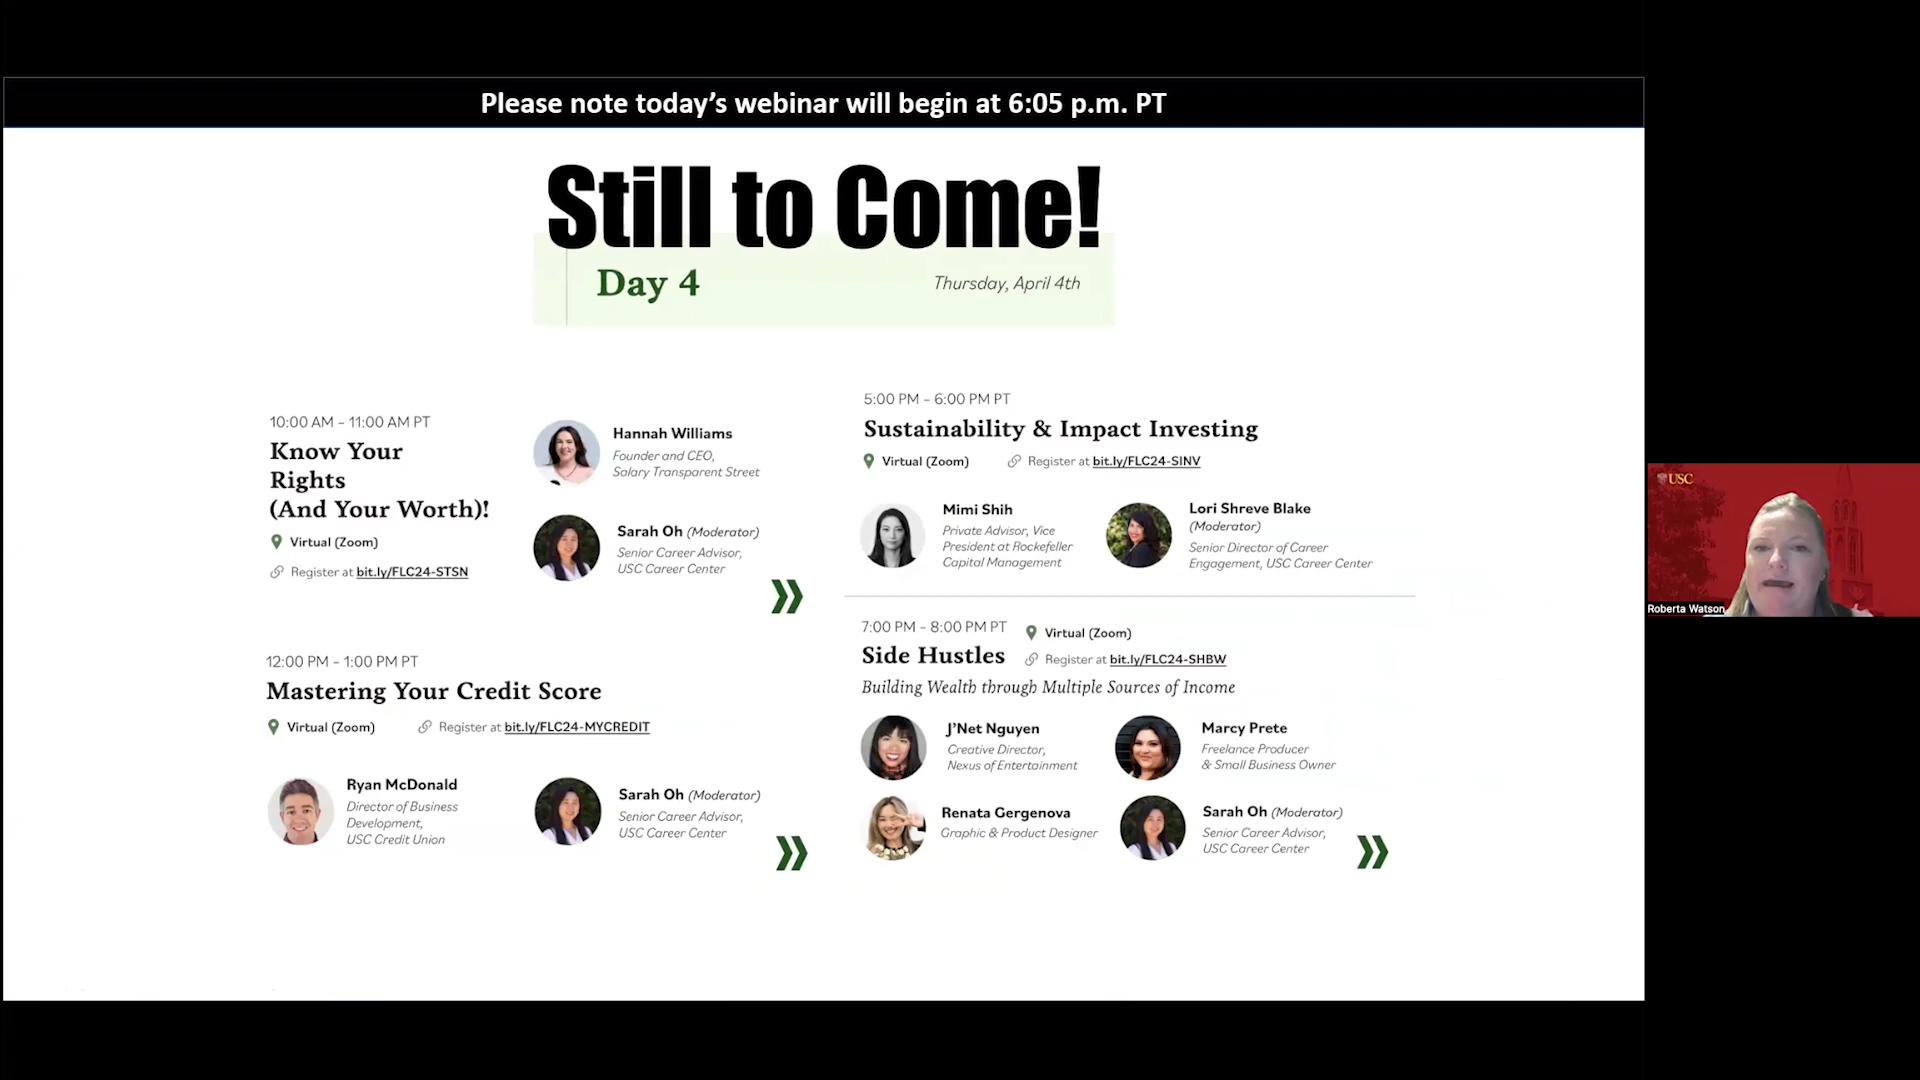 Please note today's webinar will begin at 6:05 p.m. PT
Still to Come!
Day 4
Thursday, April 4th
10:00 AM – 11:00 AM PT
Know Your
Rights
(And Your Worth)!
Virtual (Zoom)
Register at bit.ly/FLC24-STSN
Hannah Williams
Founder and CEO,
Salary Transparent Street
Sarah Oh (Moderator)
Senior Career Advisor,
USC Career Center
12:00 PM – 1:00 PM PT
Mastering Your Credit Score
Virtual (Zoom)
Register at bit.ly/FLC24-MYCREDIT
Ryan McDonald
Director of Business
Development,
USC Credit Union
Sarah Oh (Moderator)
Senior Career Advisor,
USC Career Center
5:00 PM – 6:00 PM PT
Sustainability & Impact Investing
Virtual (Zoom)
Register at bit.ly/FLC24-SINV
Mimi Shih
Private Advisor, Vice
President at Rockefeller
Capital Management
Lori Shreve Blake
(Moderator)
Senior Director of Career
Engagement, USC Career Center
7:00 PM – 8:00 PM PT
Virtual (Zoom)
Side Hustles
Register at bit.ly/FLC24-SHBW
Building Wealth through Multiple Sources of Income
J'Net Nguyen
Creative Director,
Nexus of Entertainment
Marcy Prete
Freelance Producer
& Small Business Owner
Renata Gergenova
Graphic & Product Designer
Sarah Oh (Moderator)
Senior Career Advisor,
USC Career Center
USC
Roberta Watson